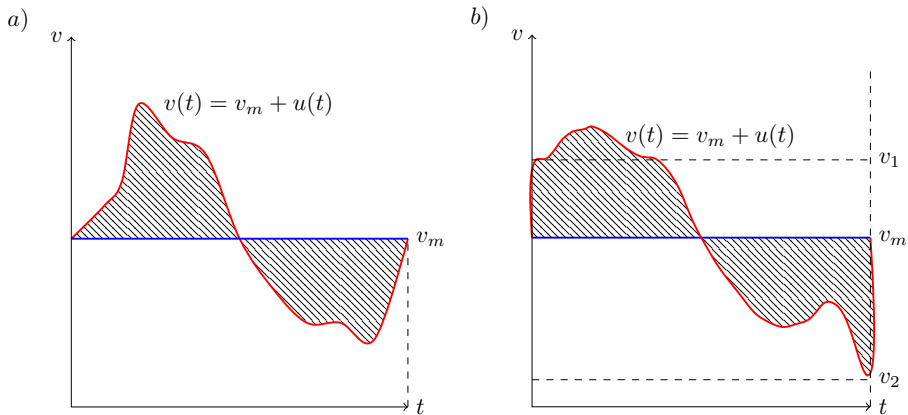 a)
v
v(t) = v_m + u(t)
v_m
t
b)
v
v(t) = v_m + u(t)
v_1
v_m
v_2
t